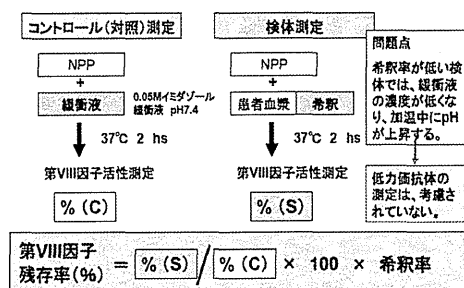 コントロール(対照)測定
NPP
+
緩衝液
0.05Mイミダゾール
緩衝液 pH7.4
37℃ 2 hs
第VIII因子活性測定
% (C)
検体測定
NPP
+
患者血漿 希釈
37℃ 2 hs
第VIII因子活性測定
% (S)
問題点
希釈率が低い検
体では、緩衝液
の濃度が低くな
り、加温中にpH
が上昇する。
低力価抗体の
測定は、考慮さ
れていない。
第VIII因子
残存率(%) = % (S) / % (C) × 100 × 希釈率